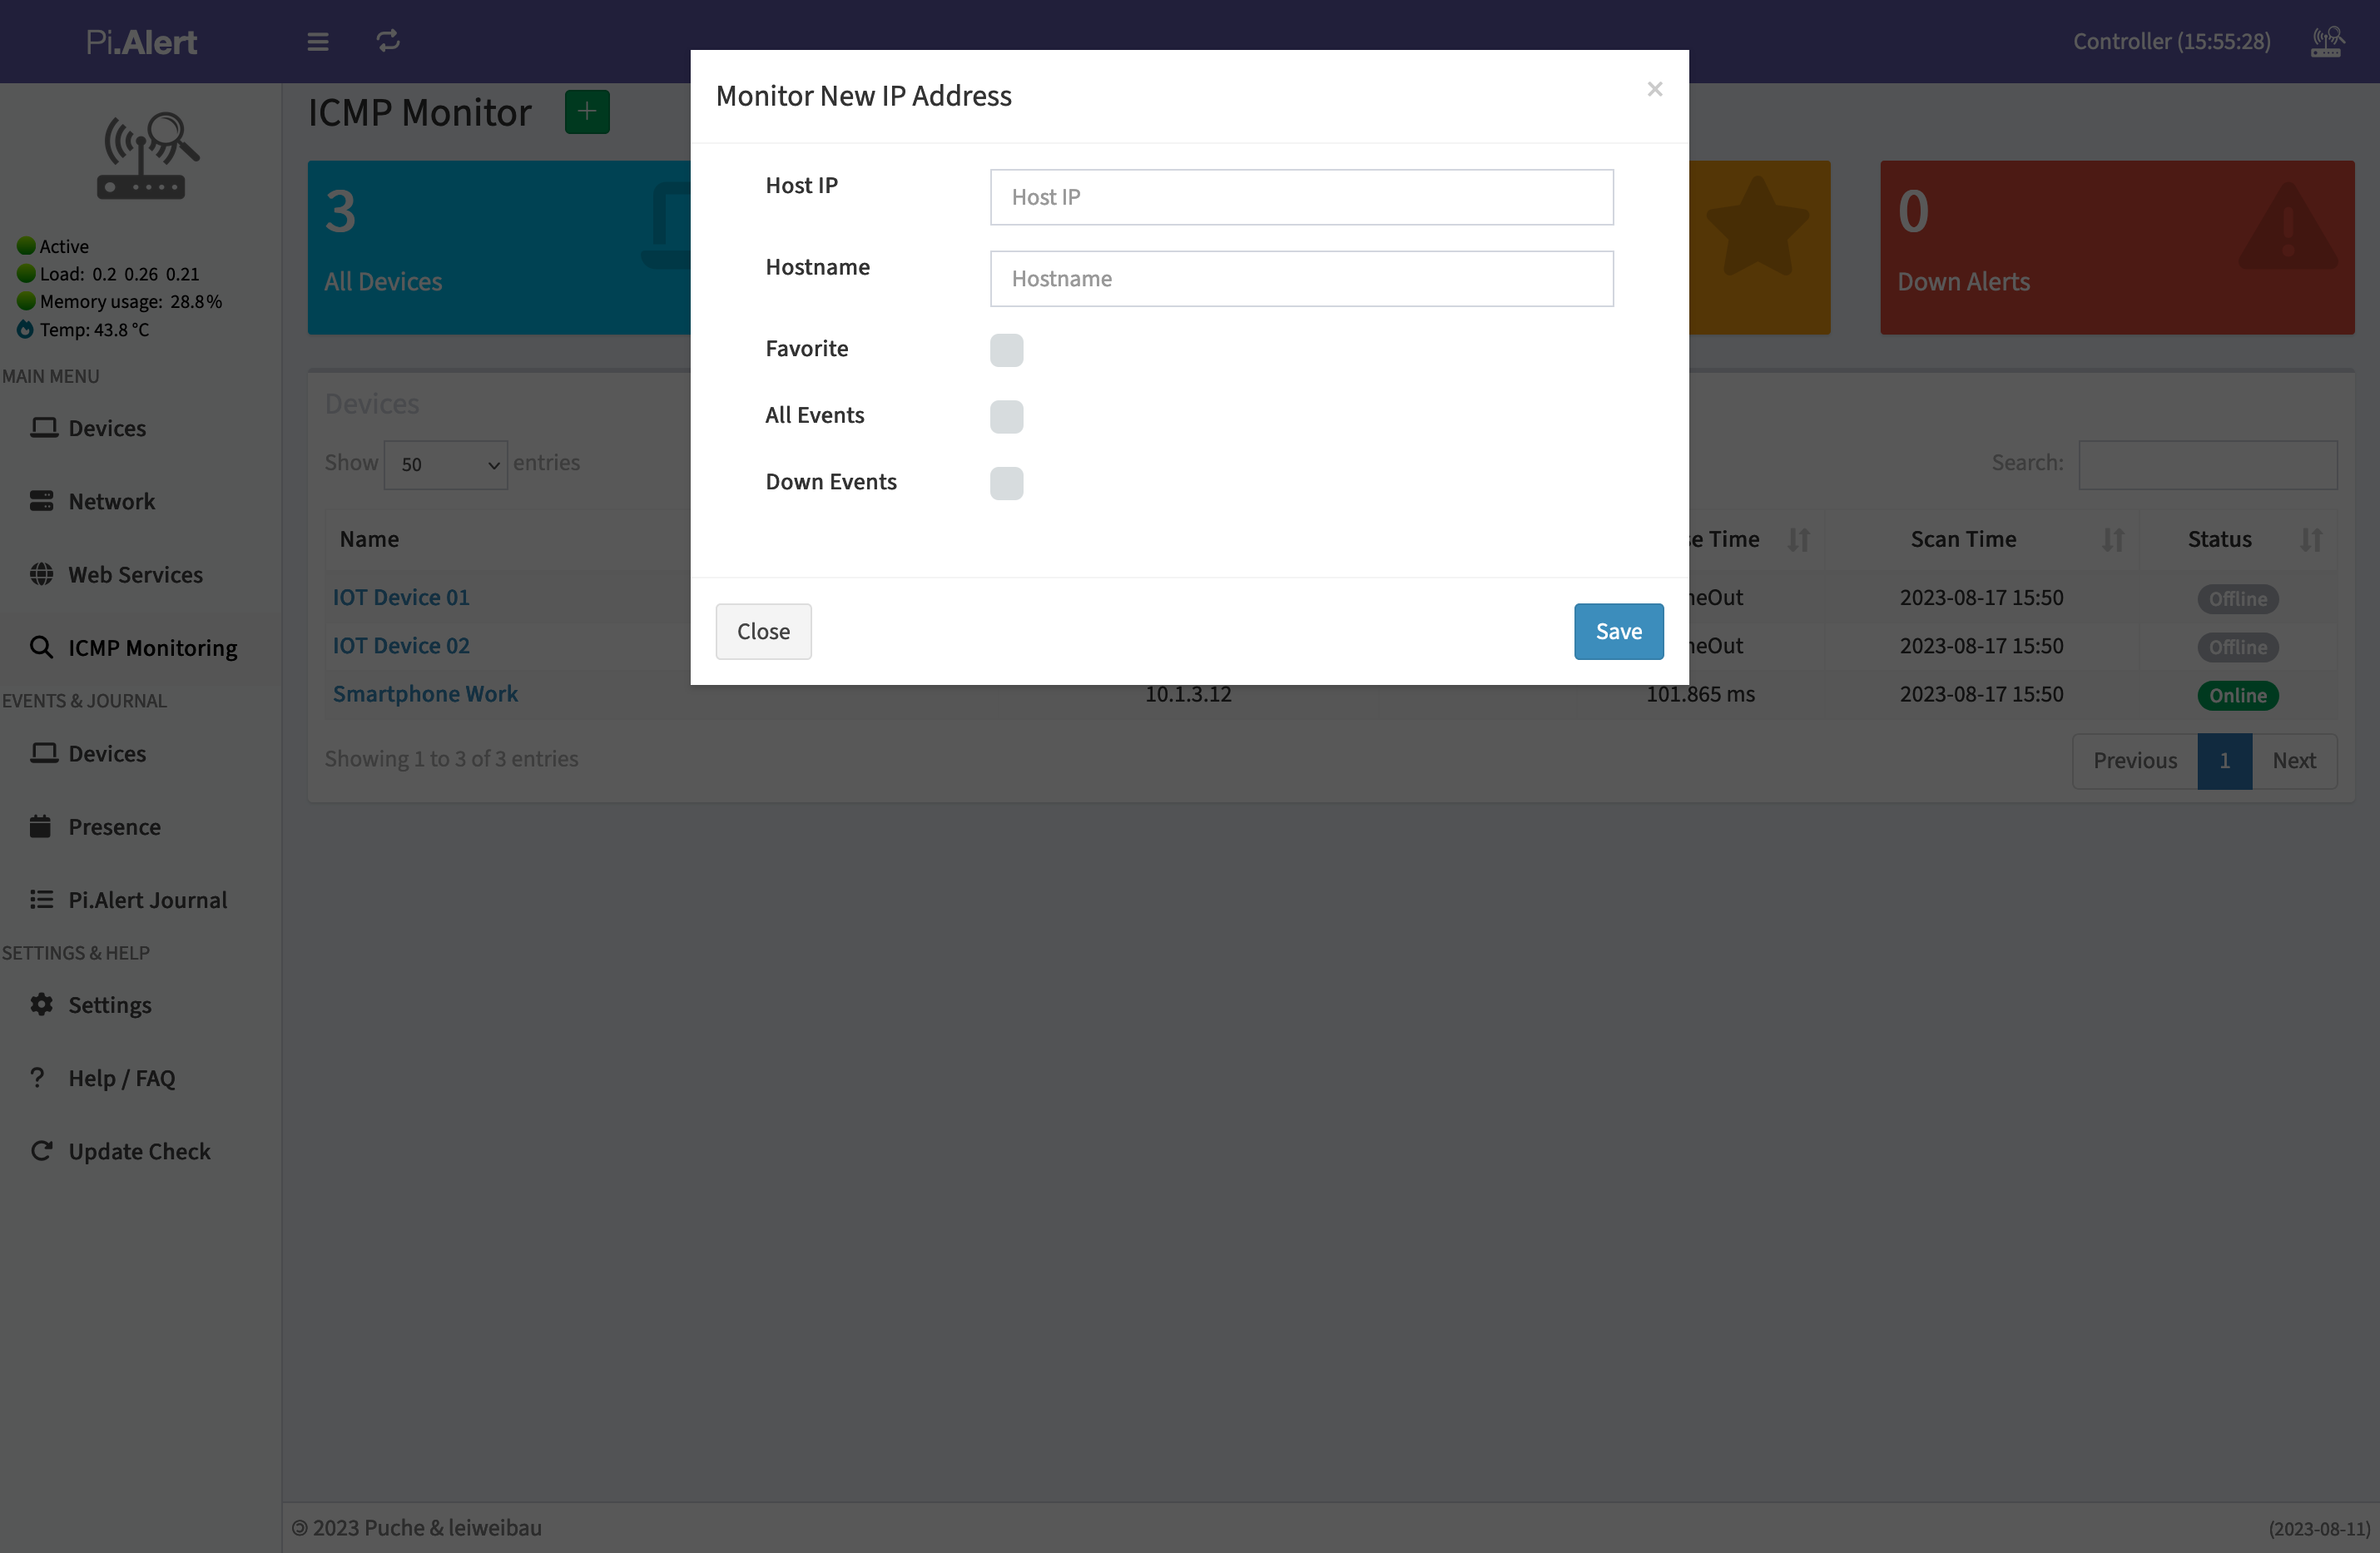 Pi.Alert
Controller (15:55:28)
Active
Load: 0.2 0.26 0.21
Memory usage: 28.8%
Temp: 43.8 °C
MAIN MENU
Devices
Network
Web Services
ICMP Monitoring
EVENTS & JOURNAL
Devices
Presence
Pi.Alert Journal
SETTINGS & HELP
Settings
Help / FAQ
Update Check
ICMP Monitor
3
All Devices
0
Down Alerts
Devices
Show 50 entries
Search:
Name
Time
Scan Time
Status
IOT Device 01
2023-08-17 15:50
Offline
IOT Device 02
2023-08-17 15:50
Offline
Smartphone Work
10.1.3.12
101.865 ms
2023-08-17 15:50
Online
Showing 1 to 3 of 3 entries
Previous
1
Next
Monitor New IP Address
×
Host IP
Host IP
Hostname
Hostname
Favorite
All Events
Down Events
Close
Save
© 2023 Puche & leiweibau
(2023-08-11)